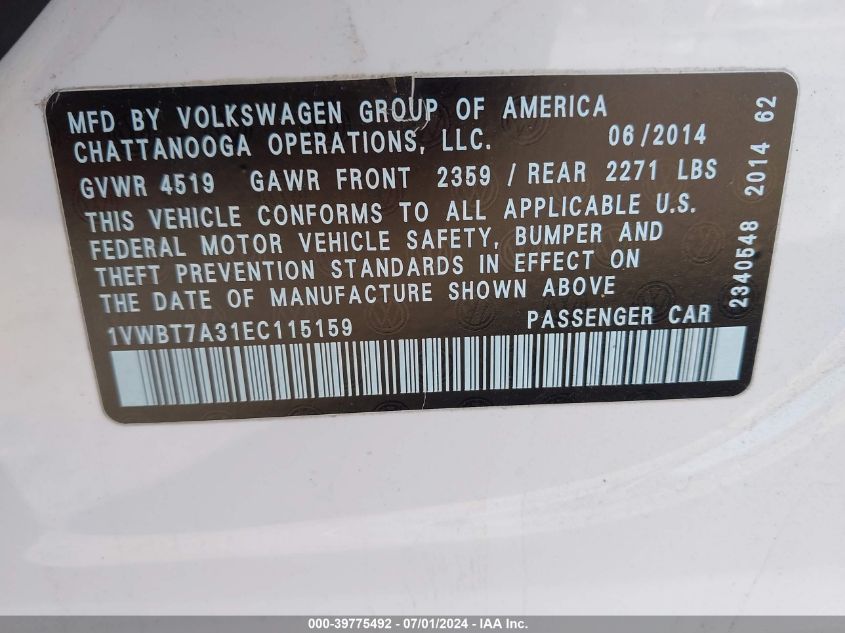 MFD BY VOLKSWAGEN GROUP OF AMERICA
CHATTANOOGA OPERATIONS, LLC. 06/2014
GVWR 4519 GAWR FRONT 2359 / REAR 2271 LBS
THIS VEHICLE CONFORMS TO ALL APPLICABLE U.S.
FEDERAL MOTOR VEHICLE SAFETY, BUMPER AND
THEFT PREVENTION STANDARDS IN EFFECT ON
THE DATE OF MANUFACTURE SHOWN ABOVE
1VWBT7A31EC115159 PASSENGER CAR
2340548 2014 62
000-39775492 - 07/01/2024 - IAA Inc.